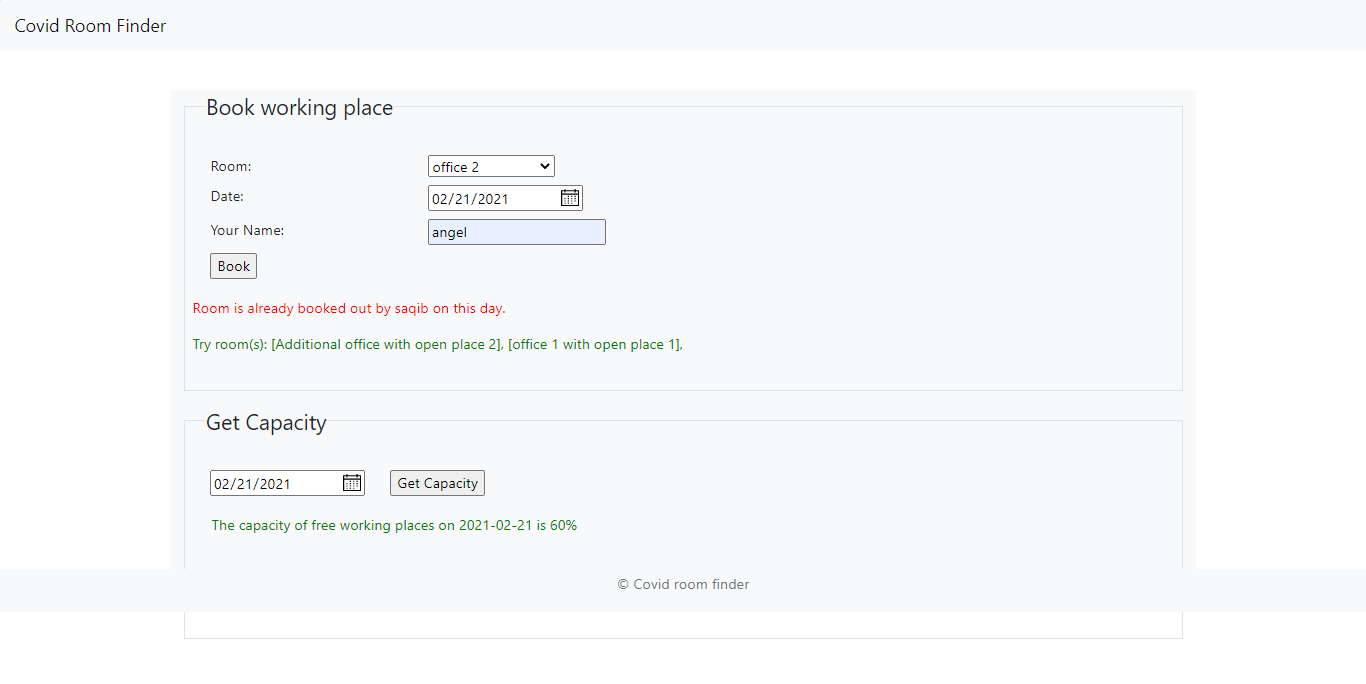 Covid Room Finder
Book working place
Room: office 2
Date: 02/21/2021
Your Name: angel
Book
Room is already booked out by saqib on this day.
Try room(s): [Additional office with open place 2], [office 1 with open place 1],
Get Capacity
02/21/2021 Get Capacity
The capacity of free working places on 2021-02-21 is 60%
© Covid room finder